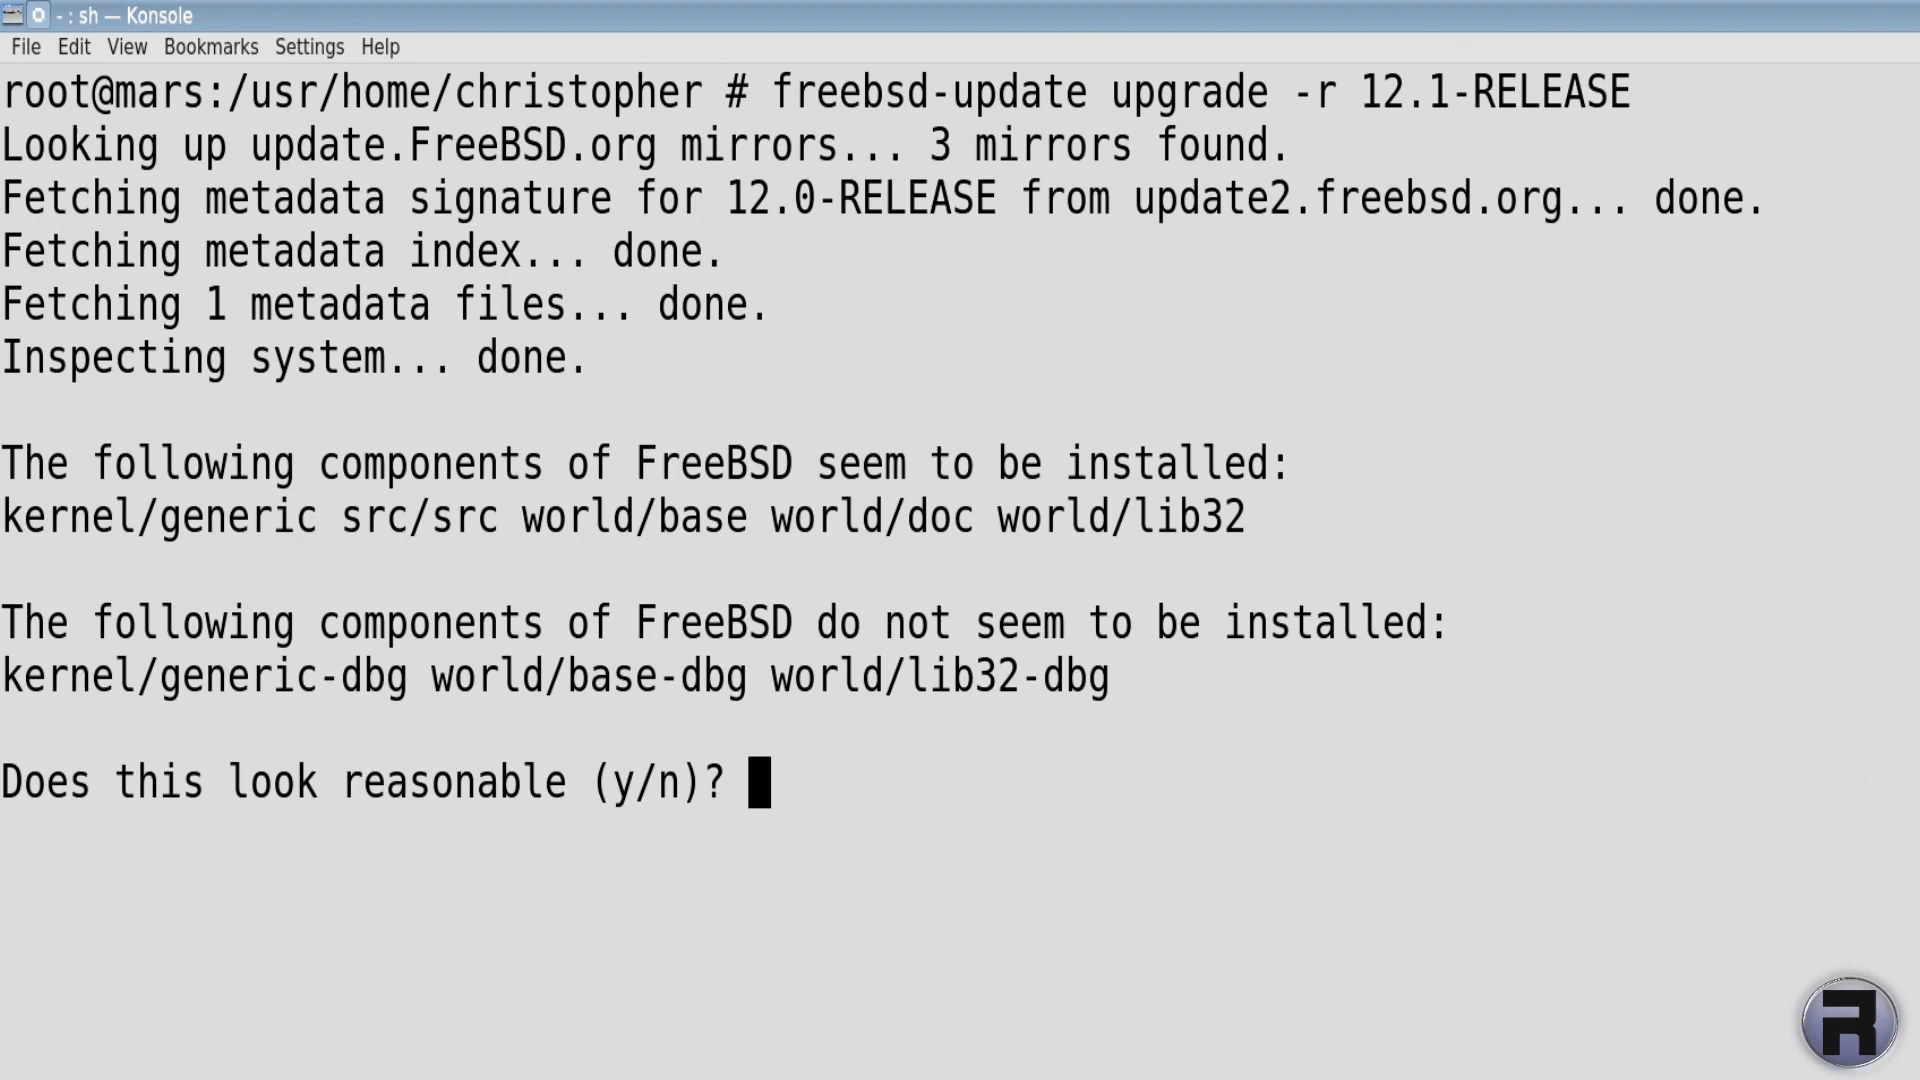 - : sh — Konsole
File Edit View Bookmarks Settings Help
root@mars:/usr/home/christopher # freebsd-update upgrade -r 12.1-RELEASE
Looking up update.FreeBSD.org mirrors... 3 mirrors found.
Fetching metadata signature for 12.0-RELEASE from update2.freebsd.org... done.
Fetching metadata index... done.
Fetching 1 metadata files... done.
Inspecting system... done.
The following components of FreeBSD seem to be installed:
kernel/generic src/src world/base world/doc world/lib32
The following components of FreeBSD do not seem to be installed:
kernel/generic-dbg world/base-dbg world/lib32-dbg
Does this look reasonable (y/n)?
R